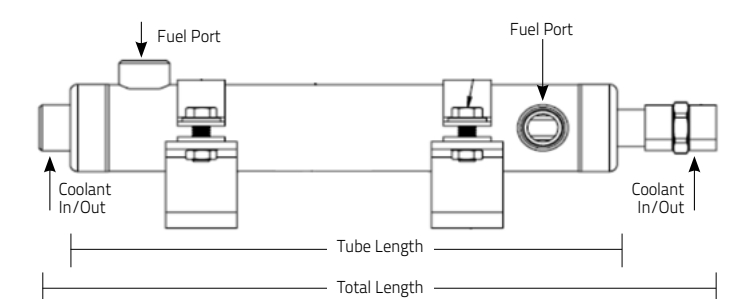 Fuel Port
Fuel Port
Coolant
In/Out
Coolant
In/Out
Tube Length
Total Length